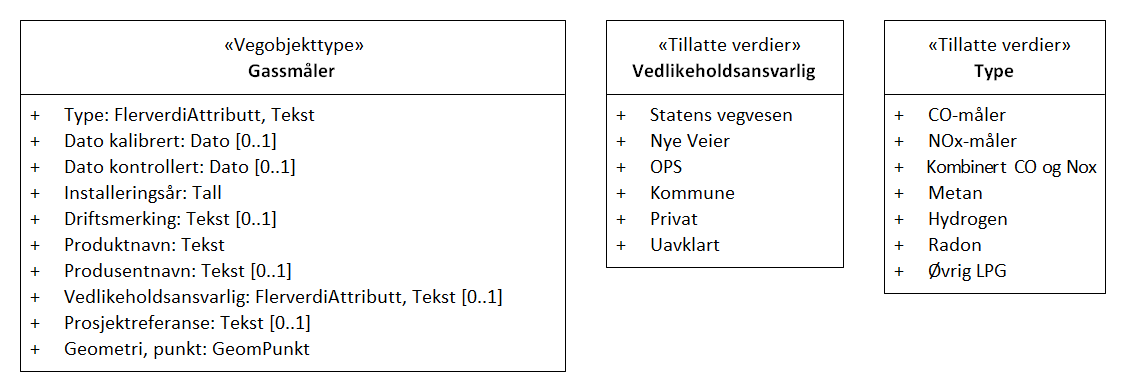 «Vegobjekttype»
Gassmåler
+ Type: FlerverdiAttributt, Tekst
+ Dato kalibrert: Dato [0..1]
+ Dato kontrollert: Dato [0..1]
+ Installeringsår: Tall
+ Driftsmerking: Tekst [0..1]
+ Produktnavn: Tekst
+ Produsentnavn: Tekst [0..1]
+ Vedlikeholdsansvarlig: FlerverdiAttributt, Tekst [0..1]
+ Prosjektreferanse: Tekst [0..1]
+ Geometri, punkt: GeomPunkt
«Tillatte verdier»
Vedlikeholdsansvarlig
+ Statens vegvesen
+ Nye Veier
+ OPS
+ Kommune
+ Privat
+ Uavklart
«Tillatte verdier»
Type
+ CO-måler
+ NOx-måler
+ Kombinert CO og Nox
+ Metan
+ Hydrogen
+ Radon
+ Øvrig LPG